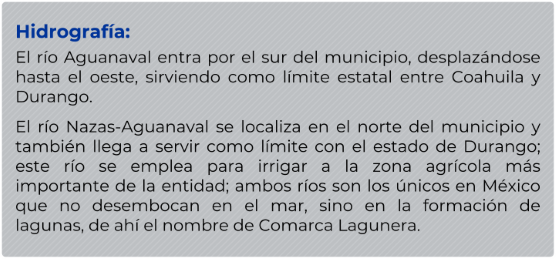 Hidrografía:
El río Aguanaval entra por el sur del municipio, desplazándose
hasta el oeste, sirviendo como límite estatal entre Coahuila y
Durango.
El río Nazas-Aguanaval se localiza en el norte del municipio y
también llega a servir como límite con el estado de Durango;
este río se emplea para irrigar a la zona agrícola más
importante de la entidad; ambos ríos son los únicos en México
que no desembocan en el mar, sino en la formación de
lagunas, de ahí el nombre de Comarca Lagunera.